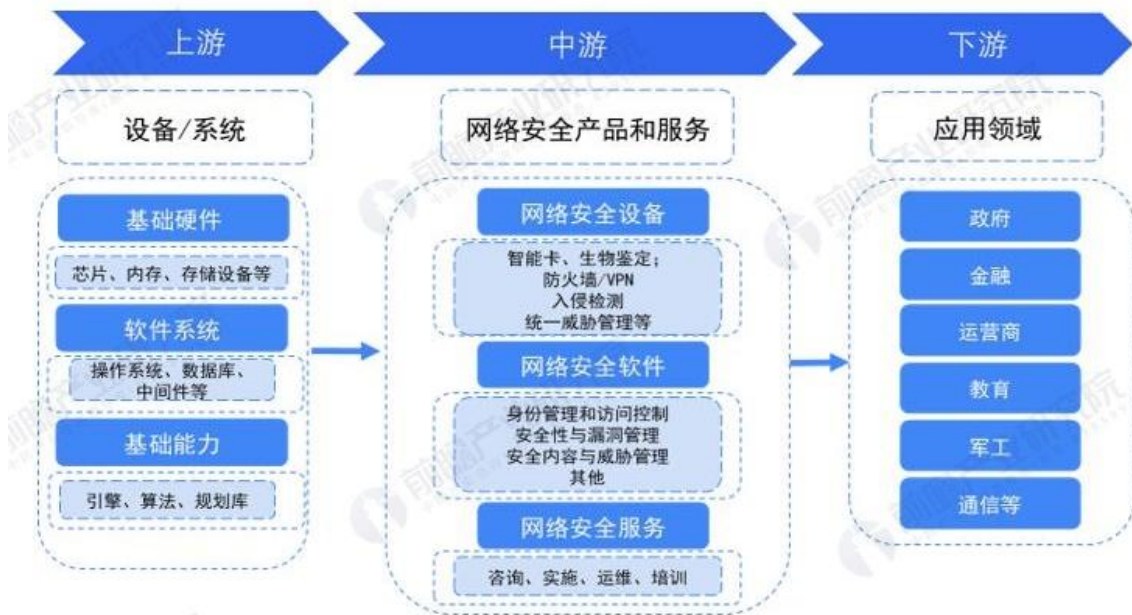 上游
中游
下游
设备/系统
网络安全产品和服务
应用领域
基础硬件
芯片、内存、存储设备等
软件系统
操作系统、数据库、
中间件等
基础能力
引擎、算法、规划库
网络安全设备
智能卡、生物鉴定;
防火墙/VPN
入侵检测
统一威胁管理等
网络安全软件
身份管理和访问控制
安全性与漏洞管理
安全内容与威胁管理
其他
网络安全服务
咨询、实施、运维、培训
政府
金融
运营商
教育
军工
通信等
前瞻产业研究院